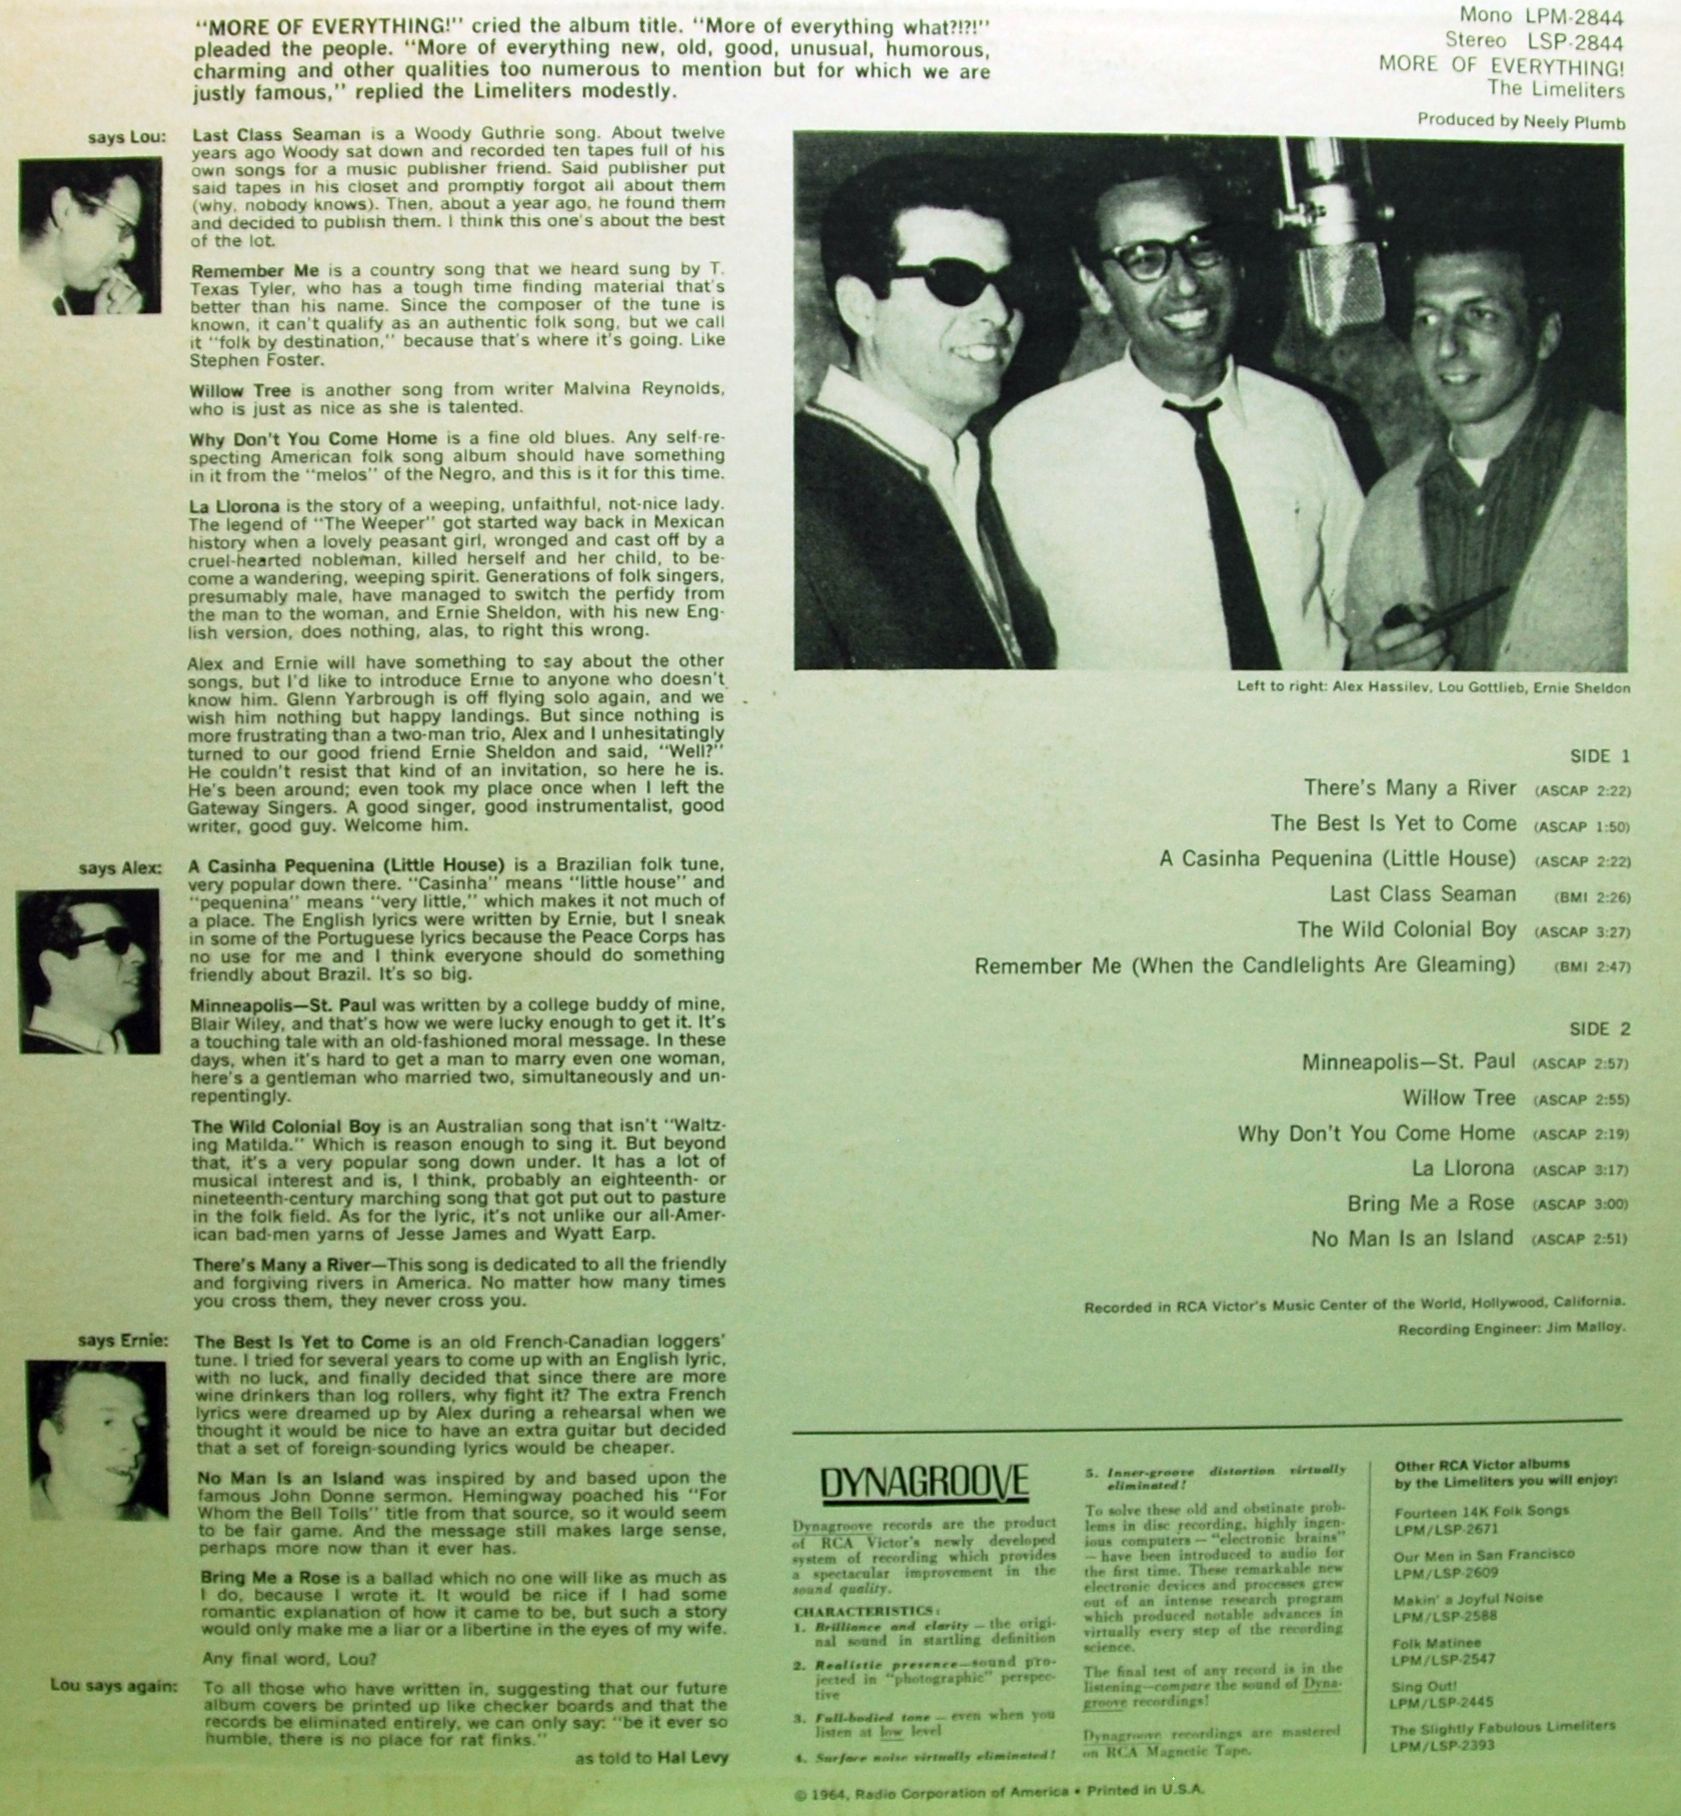 "MORE OF EVERYTHING!" cried the album title. "More of everything what?!?!"
pleaded the people. "More of everything new, old, good, unusual, humorous,
charming and other qualities too numerous to mention but for which we are
justly famous," replied the Limeliters modestly.
Mono LPM-2844
Stereo LSP-2844
MORE OF EVERYTHING!
The Limeliters
Produced by Neely Plumb
says Lou:
Last Class Seaman is a Woody Guthrie song. About twelve
years ago Woody sat down and recorded ten tapes full of his
own songs for a music publisher friend. Said publisher put
said tapes in his closet and promptly forgot all about them
(why, nobody knows). Then, about a year ago, he found them
and decided to publish them. I think this one's about the best
of the lot.
Remember Me is a country song that we heard sung by T.
Texas Tyler, who has a tough time finding material that's
better than his name. Since the composer of the tune is
known, it can't qualify as an authentic folk song, but we call
it "folk by destination," because that's where it's going. Like
Stephen Foster.
Willow Tree is another song from writer Malvina Reynolds,
who is just as nice as she is talented.
Why Don't You Come Home is a fine old blues. Any self-re-
specting American folk song album should have something
in it from the "melos" of the Negro, and this is it for this time.
La Llorona is the story of a weeping, unfaithful, not-nice lady.
The legend of "The Weeper" got started way back in Mexican
history when a lovely peasant girl, wronged and cast off by a
cruel-hearted nobleman, killed herself and her child, to be-
come a wandering, weeping spirit. Generations of folk singers,
presumably male, have managed to switch the perfidy from
the man to the woman, and Ernie Sheldon, with his new Eng-
lish version, does nothing, alas, to right this wrong.
Alex and Ernie will have something to say about the other
songs, but I'd like to introduce Ernie to anyone who doesn't
know him. Glenn Yarbrough is off flying solo again, and we
wish him nothing but happy landings. But since nothing is
more frustrating than a two-man trio, Alex and I unhesitatingly
turned to our good friend Ernie Sheldon and said, "Well?"
He couldn't resist that kind of an invitation, so here he is.
He's been around; even took my place once when I left the
Gateway Singers. A good singer, good instrumentalist, good
writer, good guy. Welcome him.
says Alex:
A Casinha Pequenina (Little House) is a Brazilian folk tune,
very popular down there. "Casinha" means "little house" and
"pequenina" means "very little," which makes it not much of
a place. The English lyrics were written by Ernie, but I sneak
in some of the Portuguese lyrics because the Peace Corps has
no use for me and I think everyone should do something
friendly about Brazil. It's so big.
Minneapolis—St. Paul was written by a college buddy of mine,
Blair Wiley, and that's how we were lucky enough to get it. It's
a touching tale with an old-fashioned moral message. In these
days, when it's hard to get a man to marry even one woman,
here's a gentleman who married two, simultaneously and un-
repentingly.
The Wild Colonial Boy is an Australian song that isn't "Waltz-
ing Matilda." Which is reason enough to sing it. But beyond
that, it's a very popular song down under. It has a lot of
musical interest and is, I think, probably an eighteenth- or
nineteenth-century marching song that got put out to pasture
in the folk field. As for the lyric, it's not unlike our all-Amer-
ican bad-men yarns of Jesse James and Wyatt Earp.
There's Many a River—This song is dedicated to all the friendly
and forgiving rivers in America. No matter how many times
you cross them, they never cross you.
says Ernie:
The Best Is Yet to Come is an old French-Canadian loggers'
tune. I tried for several years to come up with an English lyric,
with no luck, and finally decided that since there are more
wine drinkers than log rollers, why fight it? The extra French
lyrics were dreamed up by Alex during a rehearsal when we
thought it would be nice to have an extra guitar but decided
that a set of foreign-sounding lyrics would be cheaper.
No Man Is an Island was inspired by and based upon the
famous John Donne sermon. Hemingway poached his "For
Whom the Bell Tolls" title from that source, so it would seem
to be fair game. And the message still makes large sense,
perhaps more now than it ever has.
Bring Me a Rose is a ballad which no one will like as much as
I do, because I wrote it. It would be nice if I had some
romantic explanation of how it came to be, but such a story
would only make me a liar or a libertine in the eyes of my wife.
Any final word, Lou?
Lou says again:
To all those who have written in, suggesting that our future
album covers be printed up like checker boards and that the
records be eliminated entirely, we can only say: "be it ever so
humble, there is no place for rat finks."
as told to Hal Levy
Left to right: Alex Hassilev, Lou Gottlieb, Ernie Sheldon
SIDE 1
There's Many a River (ASCAP 2:22)
The Best Is Yet to Come (ASCAP 1:50)
A Casinha Pequenina (Little House) (ASCAP 2:22)
Last Class Seaman (BMI 2:26)
The Wild Colonial Boy (ASCAP 3:27)
Remember Me (When the Candlelights Are Gleaming) (BMI 2:47)
SIDE 2
Minneapolis—St. Paul (ASCAP 2:57)
Willow Tree (ASCAP 2:55)
Why Don't You Come Home (ASCAP 2:19)
La Llorona (ASCAP 3:17)
Bring Me a Rose (ASCAP 3:00)
No Man Is an Island (ASCAP 2:51)
Recorded in RCA Victor's Music Center of the World, Hollywood, California.
Recording Engineer: Jim Malloy.
DYNAGROOVE
Dynagroove records are the product
of RCA Victor's newly developed
system of recording which provides
a spectacular improvement in the
sound quality.
CHARACTERISTICS:
1. Brilliance and clarity — the origi-
nal sound in startling definition
2. Realistic presence—sound pro-
jected in "photographic" perspec-
tive
3. Full-bodied tone — even when you
listen at low level
4. Surface noise virtually eliminated!
5. Inner-groove distortion virtually
eliminated!
To solve these old and obstinate prob-
lems in disc recording, highly ingen-
ious computers — "electronic brains"
— have been introduced to audio for
the first time. These remarkable new
electronic devices and processes grew
out of an intense research program
which produced notable advances in
virtually every step of the recording
science.
The final test of any record is in the
listening—compare the sound of Dyna-
groove recordings!
Dynagroove recordings are mastered
on RCA Magnetic Tape.
Other RCA Victor albums
by the Limeliters you will enjoy:
Fourteen 14K Folk Songs
LPM/LSP-2671
Our Men in San Francisco
LPM/LSP-2609
Makin' a Joyful Noise
LPM/LSP-2588
Folk Matinee
LPM/LSP-2547
Sing Out!
LPM/LSP-2445
The Slightly Fabulous Limeliters
LPM/LSP-2393
© 1964, Radio Corporation of America • Printed in U.S.A.